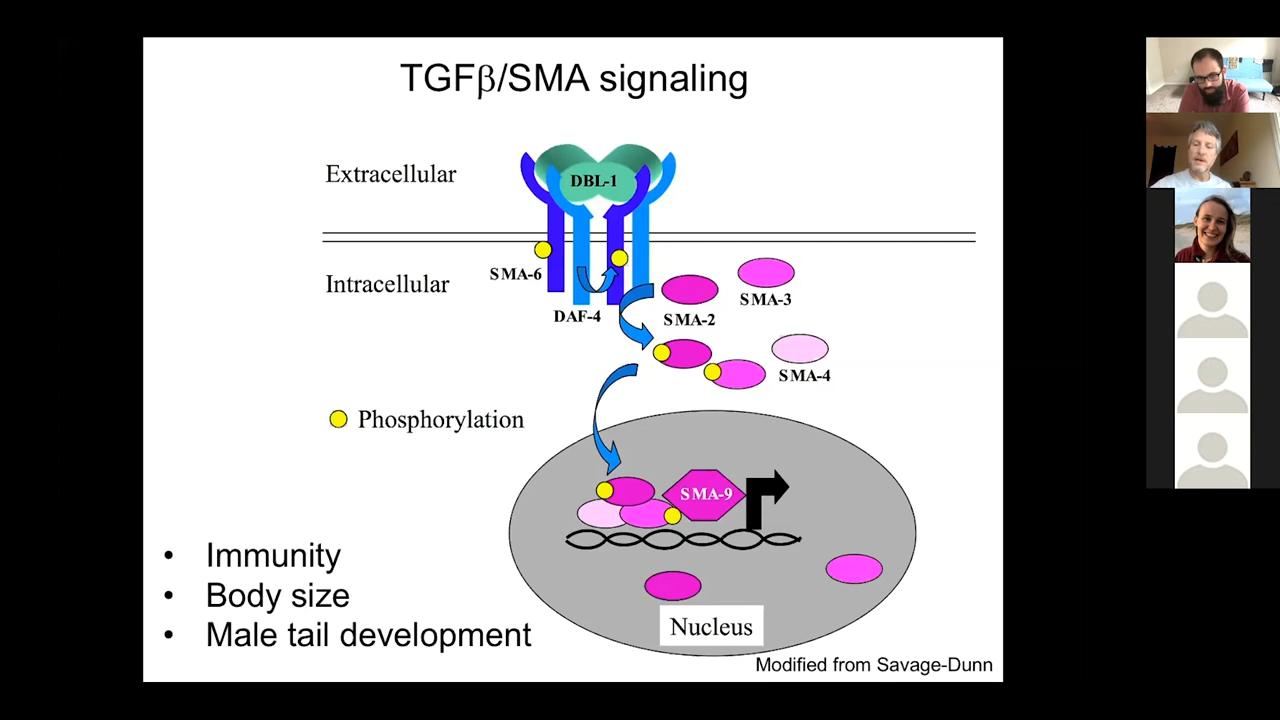 TGFβ/SMA signaling
Extracellular
DBL-1
SMA-6
Intracellular
SMA-3
DAF-4
SMA-2
SMA-4
Phosphorylation
SMA-9
• Immunity
• Body size
• Male tail development
Nucleus
Modified from Savage-Dunn